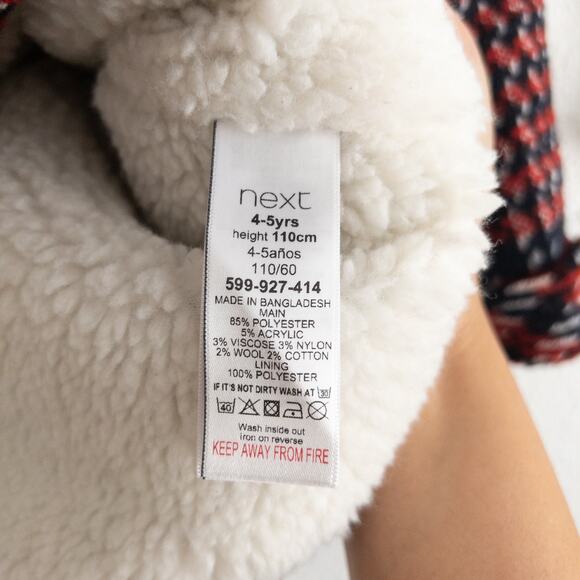 next
4-5yrs
height 110cm
4-5años
110/60
599-927-414
MADE IN BANGLADESH
MAIN
85% POLYESTER
5% ACRYLIC
3% VISCOSE 3% NYLON
2% WOOL 2% COTTON
LINING
100% POLYESTER
IF IT'S NOT DIRTY WASH AT 30
40
Wash inside out
Iron on reverse
KEEP AWAY FROM FIRE